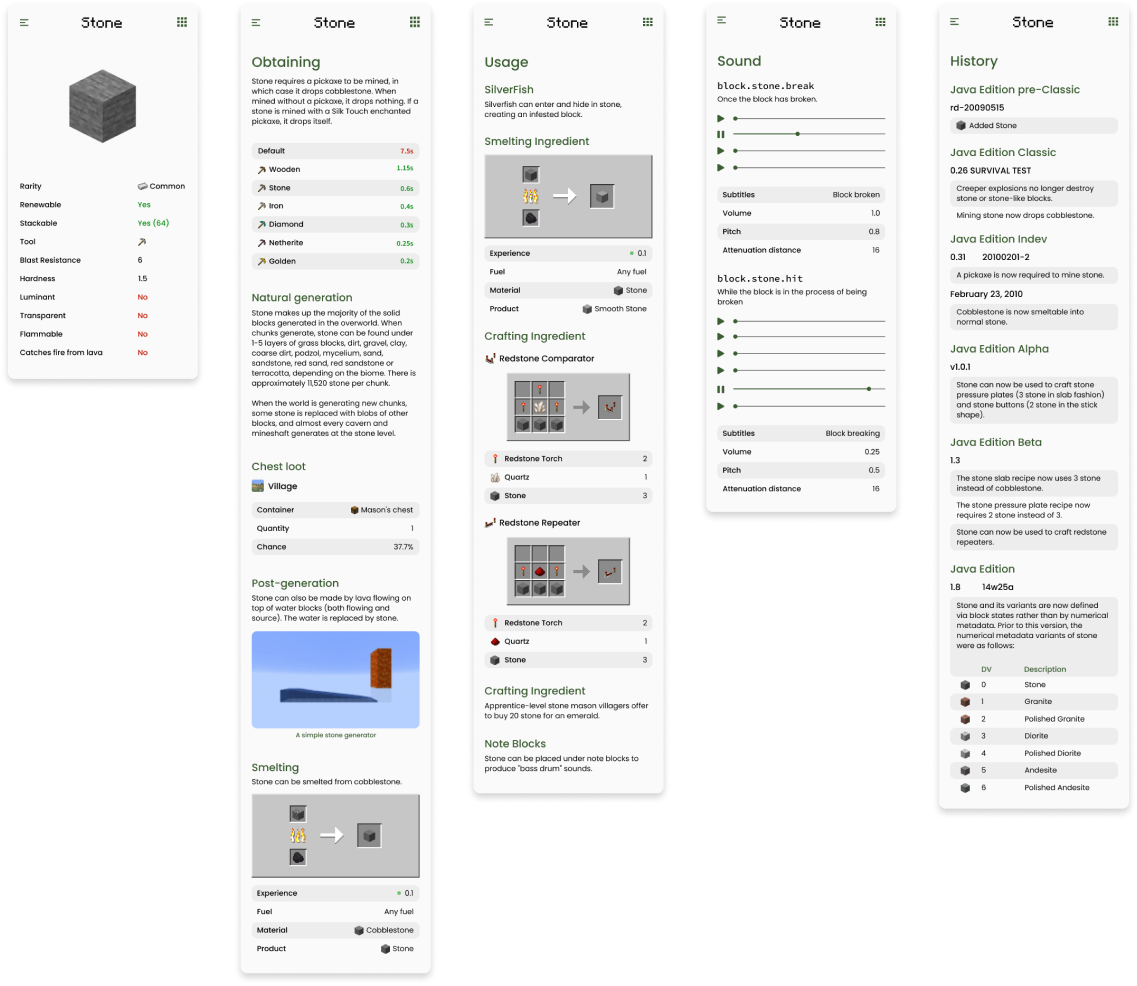 Stone
Rarity Common
Renewable Yes
Stackable Yes (64)
Tool
Blast Resistance 6
Hardness 1.5
Luminant No
Transparent No
Flammable No
Catches fire from lava No
Stone
Obtaining
Stone requires a pickaxe to be mined, in
which case it drops cobblestone. When
mined without a pickaxe, it drops nothing. If a
stone is mined with a Silk Touch enchanted
pickaxe, it drops itself.
Default 7.5s
Wooden 1.15s
Stone 0.6s
Iron 0.4s
Diamond 0.3s
Netherite 0.25s
Golden 0.2s
Natural generation
Stone makes up the majority of the solid
blocks generated in the overworld. When
chunks generate, stone can be found under
1-5 layers of grass blocks, dirt, gravel, clay,
coarse dirt, podzol, mycelium, sand,
sandstone, red sand, red sandstone or
terracotta, depending on the biome. There is
approximately 11,520 stone per chunk.
When the world is generating new chunks,
some stone is replaced with blobs of other
blocks, and almost every cavern and
mineshaft generates at the stone level.
Chest loot
Village
Container Mason's chest
Quantity 1
Chance 37.7%
Post-generation
Stone can also be made by lava flowing on
top of water blocks (both flowing and
source). The water is replaced by stone.
A simple stone generator
Smelting
Stone can be smelted from cobblestone.
Experience 0.1
Fuel Any fuel
Material Cobblestone
Product Stone
Stone
Usage
SilverFish
Silverfish can enter and hide in stone,
creating an infested block.
Smelting Ingredient
Experience 0.1
Fuel Any fuel
Material Stone
Product Smooth Stone
Crafting Ingredient
Redstone Comparator
Redstone Torch 2
Quartz 1
Stone 3
Redstone Repeater
Redstone Torch 2
Quartz 1
Stone 3
Crafting Ingredient
Apprentice-level stone mason villagers offer
to buy 20 stone for an emerald.
Note Blocks
Stone can be placed under note blocks to
produce "bass drum" sounds.
Stone
Sound
block.stone.break
Once the block has broken.
Subtitles Block broken
Volume 1.0
Pitch 0.8
Attenuation distance 16
block.stone.hit
While the block is in the process of being
broken
Subtitles Block breaking
Volume 0.25
Pitch 0.5
Attenuation distance 16
Stone
History
Java Edition pre-Classic
rd-20090515
Added Stone
Java Edition Classic
0.26 SURVIVAL TEST
Creeper explosions no longer destroy
stone or stone-like blocks.
Mining stone now drops cobblestone.
Java Edition Indev
0.31 20100201-2
A pickaxe is now required to mine stone.
February 23, 2010
Cobblestone is now smeltable into
normal stone.
Java Edition Alpha
v1.0.1
Stone can now be used to craft stone
pressure plates (3 stone in slab fashion)
and stone buttons (2 stone in the stick
shape).
Java Edition Beta
1.3
The stone slab recipe now uses 3 stone
instead of cobblestone.
The stone pressure plate recipe now
requires 2 stone instead of 3.
Stone can now be used to craft redstone
repeaters.
Java Edition
1.8 14w25a
Stone and its variants are now defined
via block states rather than by numerical
metadata. Prior to this version, the
numerical metadata variants of stone
were as follows:
DV Description
0 Stone
1 Granite
2 Polished Granite
3 Diorite
4 Polished Diorite
5 Andesite
6 Polished Andesite